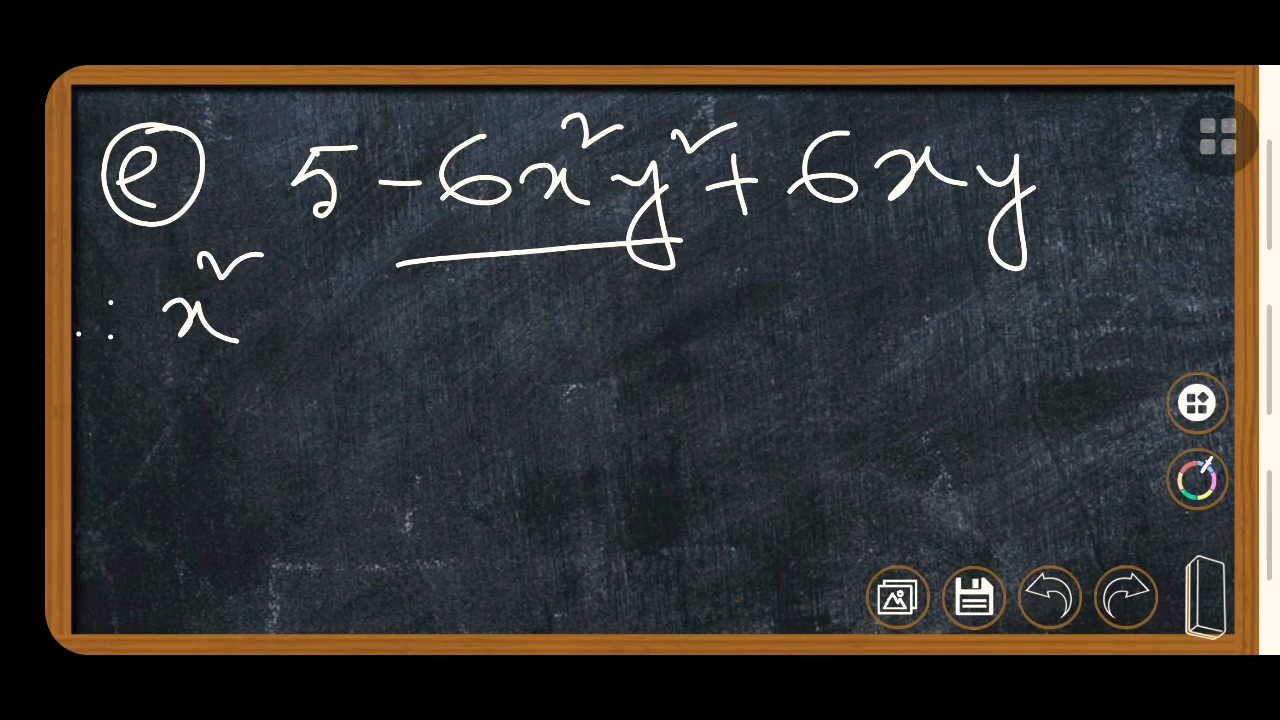 ⓔ 5 - 6x²y² + 6xy
∴ x²